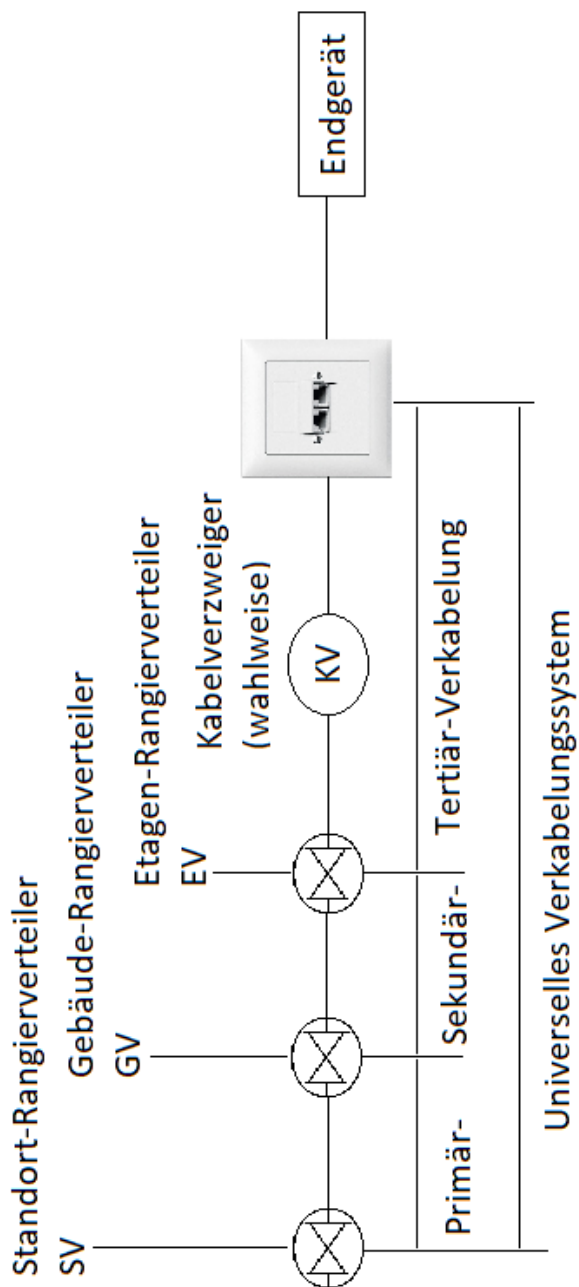 Standort-Rangierverteiler
SV
Gebäude-Rangierverteiler
GV
Etagen-Rangierverteiler
EV
Kabelverzweiger
(wahlweise)
KV
Endgerät
Primär-
Sekundär-
Tertiär-Verkabelung
Universelles Verkabelungssystem